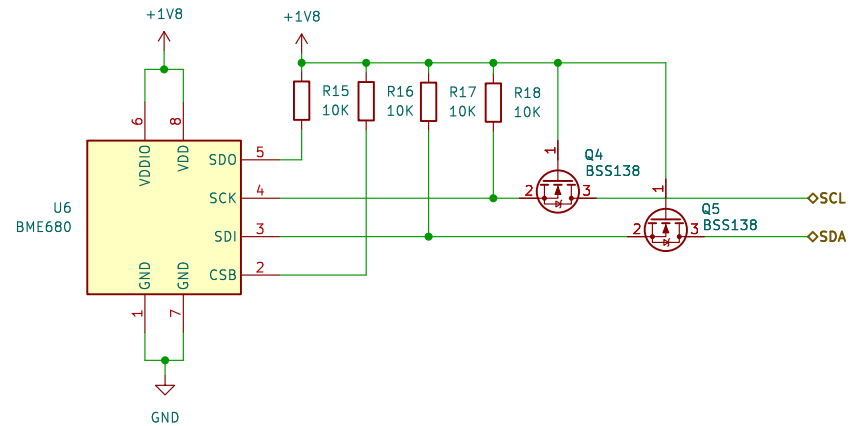 +1V8
+1V8
R15
10K
R16
10K
R17
10K
R18
10K
6
8
VDDIO
VDD
U6
BME680
SDO
5
SCK
4
SDI
3
CSB
2
GND
GND
1
7
GND
1
Q4
BSS138
2
3
SCL
1
Q5
BSS138
2
3
SDA